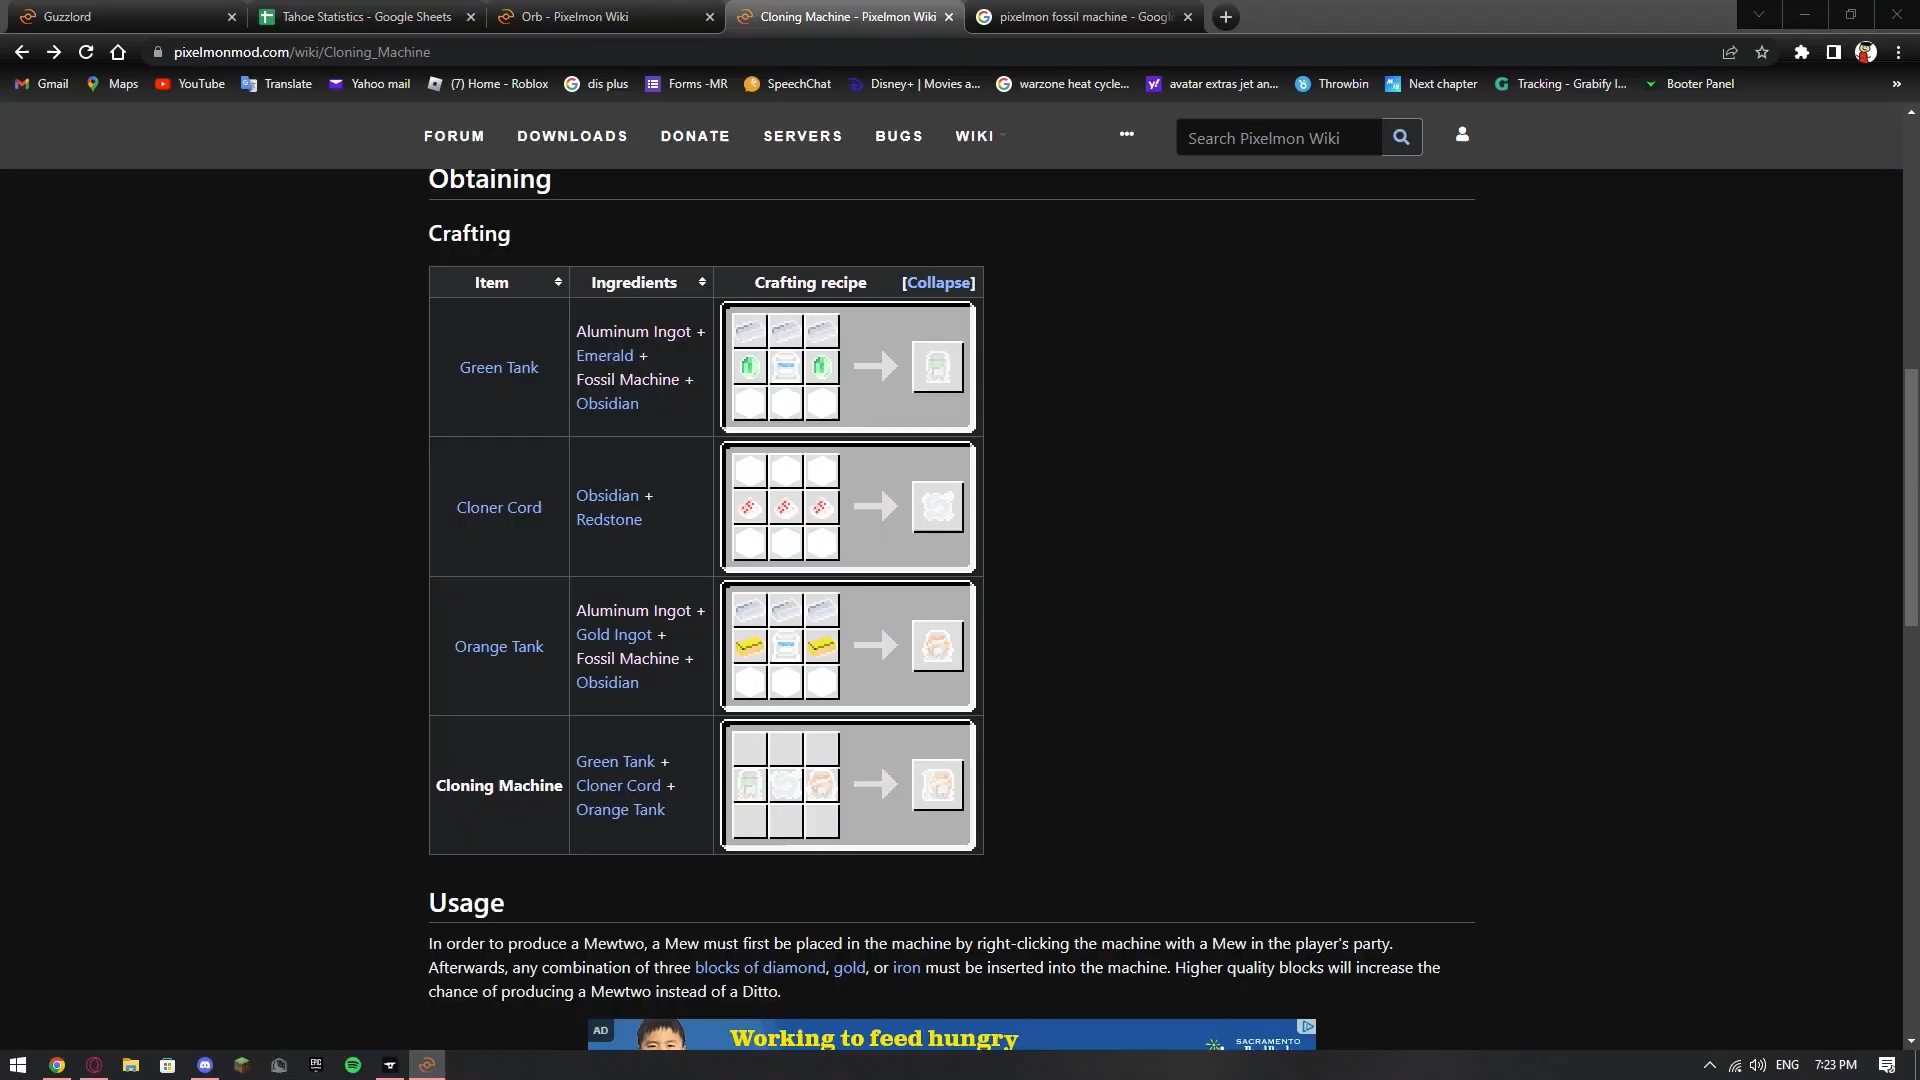 Guzzlord
Tahoe Statistics - Google Sheets
Orb - Pixelmon Wiki
Cloning Machine - Pixelmon Wiki
pixelmon fossil machine - Google
pixelmonmod.com/wiki/Cloning_Machine
Gmail
Maps
YouTube
Translate
Yahoo mail
(7) Home - Roblox
dis plus
Forms -MR
SpeechChat
Disney+ | Movies a...
warzone heat cycle...
avatar extras jet an...
Throwbin
Next chapter
Tracking - Grabify I...
Booter Panel
»
FORUM
DOWNLOADS
DONATE
SERVERS
BUGS
WIKI
Search Pixelmon Wiki
Obtaining
Crafting
Item
Ingredients
Crafting recipe
[Collapse]
Green Tank
Aluminum Ingot +
Emerald +
Fossil Machine +
Obsidian
Cloner Cord
Obsidian +
Redstone
Orange Tank
Aluminum Ingot +
Gold Ingot +
Fossil Machine +
Obsidian
Cloning Machine
Green Tank +
Cloner Cord +
Orange Tank
Usage
In order to produce a Mewtwo, a Mew must first be placed in the machine by right-clicking the machine with a Mew in the player's party.
Afterwards, any combination of three blocks of diamond, gold, or iron must be inserted into the machine. Higher quality blocks will increase the
chance of producing a Mewtwo instead of a Ditto.
AD
Working to feed hungry
SACRAMENTO
EPIC
ENG
7:23 PM